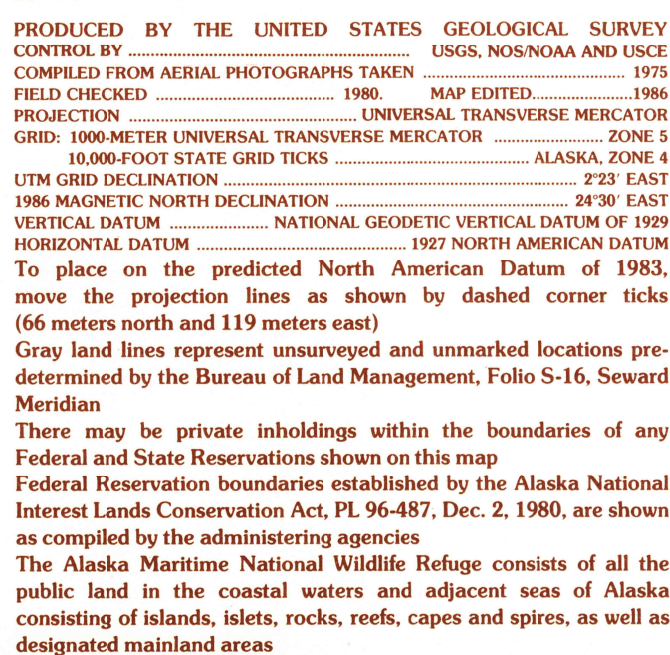 PRODUCED BY THE UNITED STATES GEOLOGICAL SURVEY
CONTROL BY ........................................................ USGS, NOS/NOAA AND USCE
COMPILED FROM AERIAL PHOTOGRAPHS TAKEN ........................................ 1975
FIELD CHECKED .................................... 1980. MAP EDITED....................1986
PROJECTION ............................................. UNIVERSAL TRANSVERSE MERCATOR
GRID: 1000-METER UNIVERSAL TRANSVERSE MERCATOR ...................... ZONE 5
10,000-FOOT STATE GRID TICKS ....................................... ALASKA, ZONE 4
UTM GRID DECLINATION ....................................................................... 2°23′ EAST
1986 MAGNETIC NORTH DECLINATION ............................................... 24°30′ EAST
VERTICAL DATUM .................... NATIONAL GEODETIC VERTICAL DATUM OF 1929
HORIZONTAL DATUM ........................................... 1927 NORTH AMERICAN DATUM
To place on the predicted North American Datum of 1983,
move the projection lines as shown by dashed corner ticks
(66 meters north and 119 meters east)
Gray land lines represent unsurveyed and unmarked locations pre-
determined by the Bureau of Land Management, Folio S-16, Seward
Meridian
There may be private inholdings within the boundaries of any
Federal and State Reservations shown on this map
Federal Reservation boundaries established by the Alaska National
Interest Lands Conservation Act, PL 96-487, Dec. 2, 1980, are shown
as compiled by the administering agencies
The Alaska Maritime National Wildlife Refuge consists of all the
public land in the coastal waters and adjacent seas of Alaska
consisting of islands, islets, rocks, reefs, capes and spires, as well as
designated mainland areas